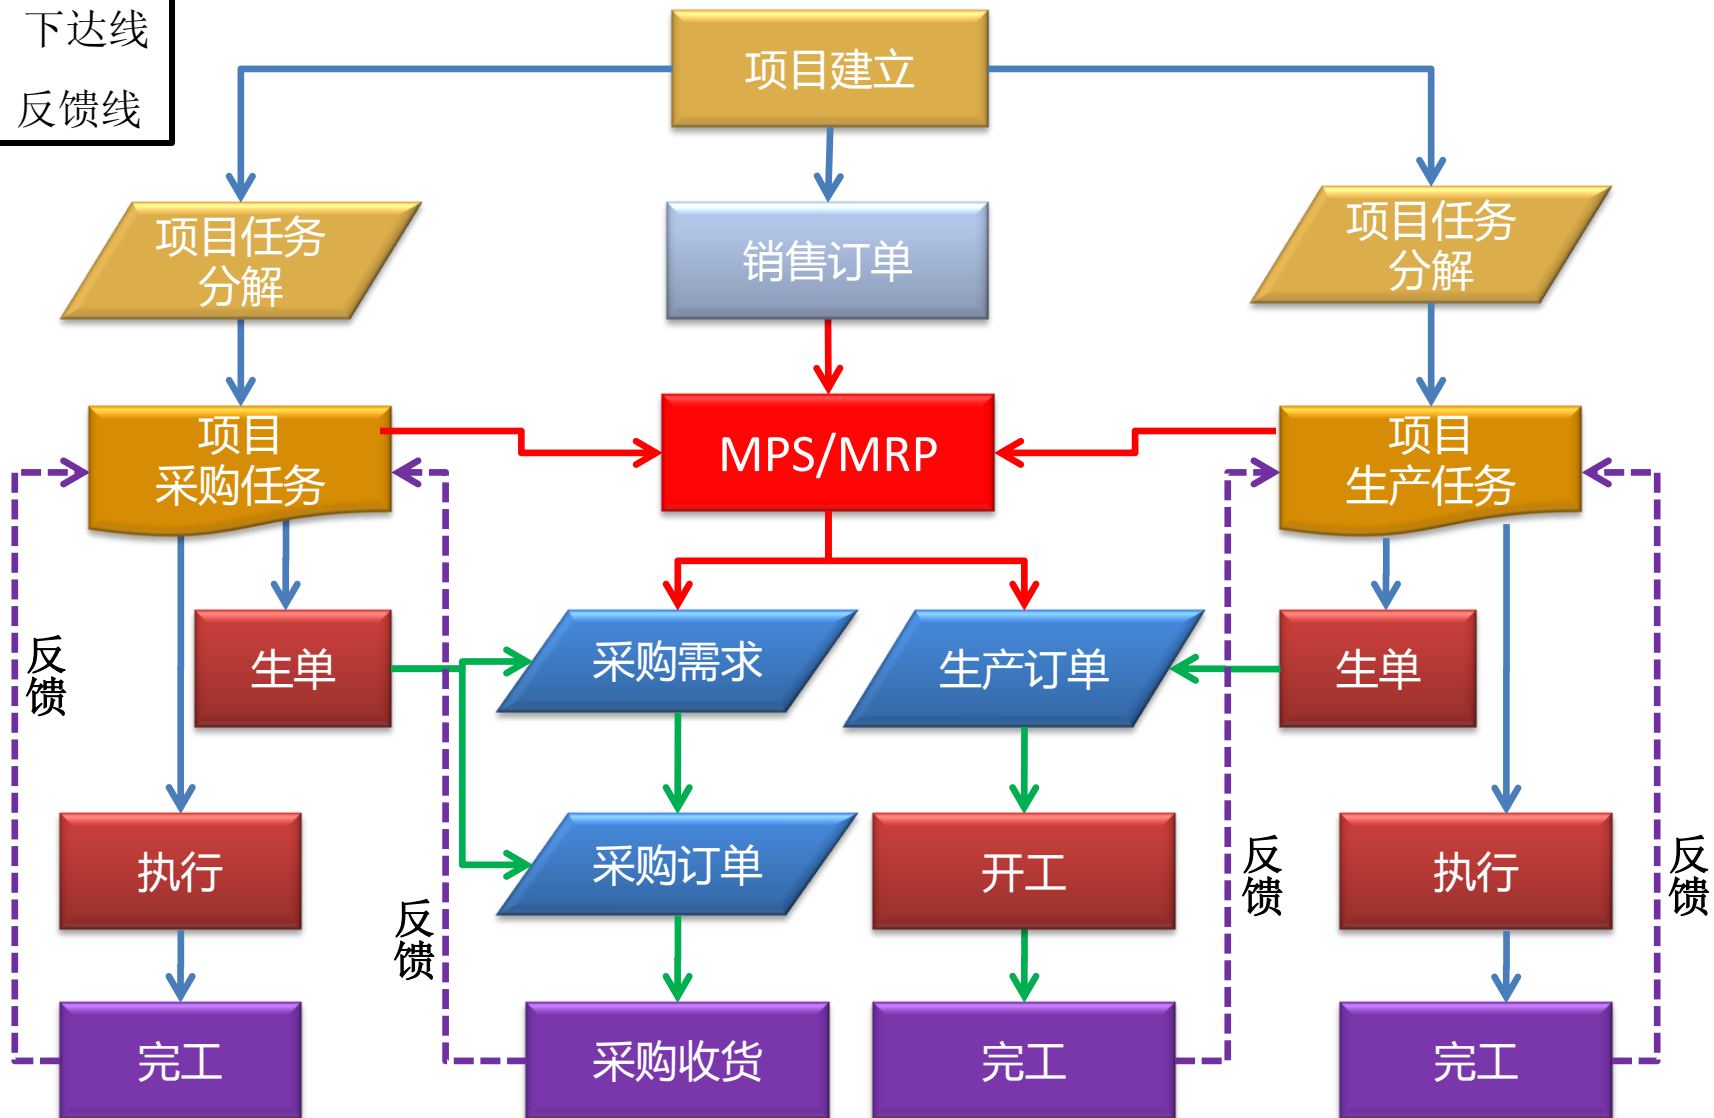 下达线
反馈线
项目建立
项目任务
分解
销售订单
项目任务
分解
项目
采购任务
MPS/MRP
项目
生产任务
反
馈
生单
采购需求
生产订单
生单
执行
采购订单
开工
执行
反
馈
反
馈
反
馈
完工
采购收货
完工
完工